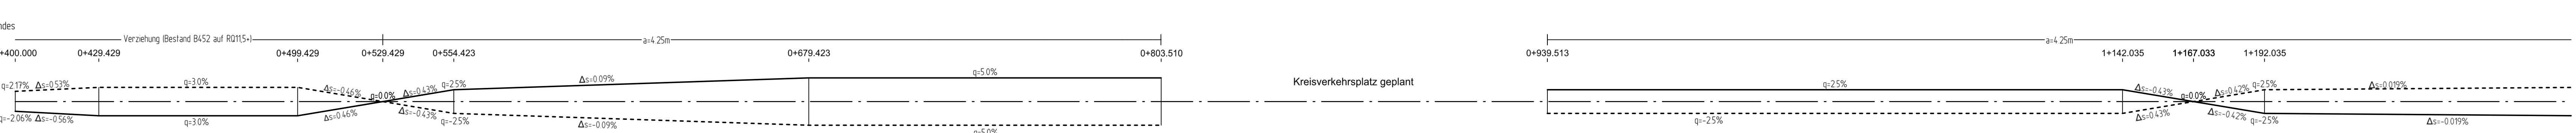 ndes
Verziehung (Bestand B452 auf RQ11,5+)
a=4.25m
a=4.25m
+400.000 0+429.429 0+499.429 0+529.429 0+554.423 0+679.423 0+803.510 0+939.513 1+142.035 1+167.033 1+192.035
q=2.17% Δs=0.53% q=3.0% Δs=-0.46% q=0.0% Δs=0.43% q=2.5% Δs=0.09% q=5.0%
Kreisverkehrsplatz geplant
q=2.5% Δs=-0.43% q=0.0% Δs=0.42% q=2.5% Δs=0.019%
q=-2.06% Δs=-0.56% q=3.0% Δs=0.46% Δs=-0.43% q=-2.5% Δs=-0.09% q=5.0%
q=-2.5% Δs=0.43% Δs=-0.42% q=-2.5% Δs=-0.019%